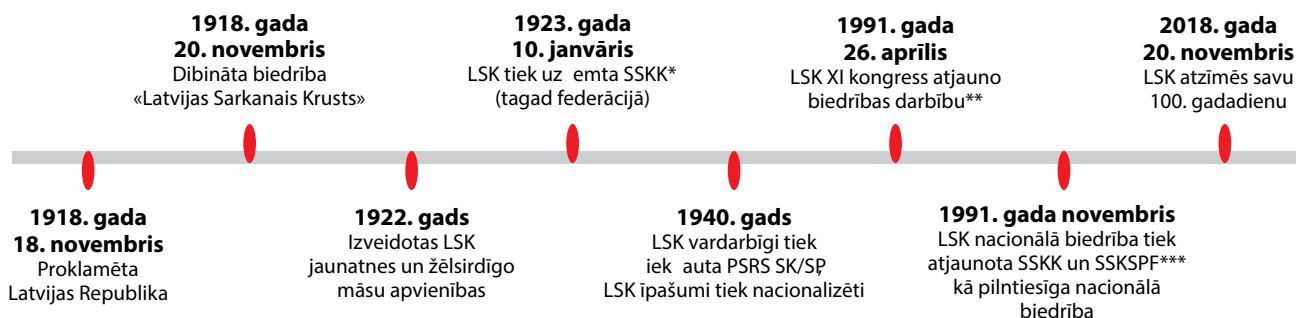 1918. gada
20. novembris
Dibināta biedrība
«Latvijas Sarkanais Krusts»
1923. gada
10. janvāris
LSK tiek uz emta SSKK*
(tagad federācijā)
1991. gada
26. aprīlis
LSK XI kongress atjauno
biedrības darbību**
2018. gada
20. novembris
LSK atzīmēs savu
100. gadadienu
1918. gada
18. novembris
Proklamēta
Latvijas Republika
1922. gads
Izveidotas LSK
jaunatnes un žēlsirdīgo
māsu apvienības
1940. gads
LSK vardarbīgi tiek
iek auta PSRS SK/SP,
LSK īpašumi tiek nacionalizēti
1991. gada novembris
LSK nacionālā biedrība tiek
atjaunota SSKK un SSKSPF***
kā pilntiesīga nacionālā
biedrība